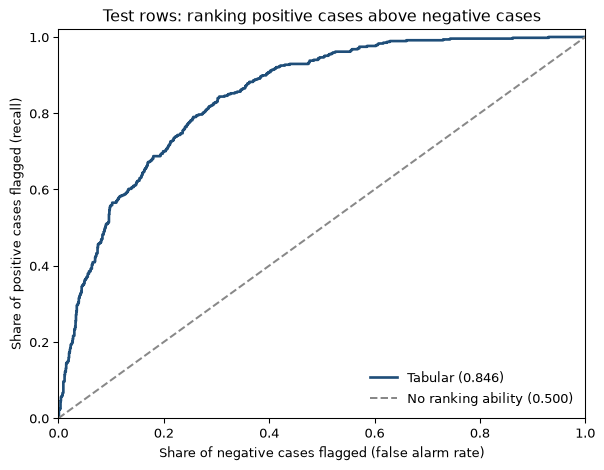 Test rows: ranking positive cases above negative cases
Share of positive cases flagged (recall)
1.0
0.8
0.6
0.4
0.2
0.0
0.0 0.2 0.4 0.6 0.8 1.0
Share of negative cases flagged (false alarm rate)
Tabular (0.846)
No ranking ability (0.500)